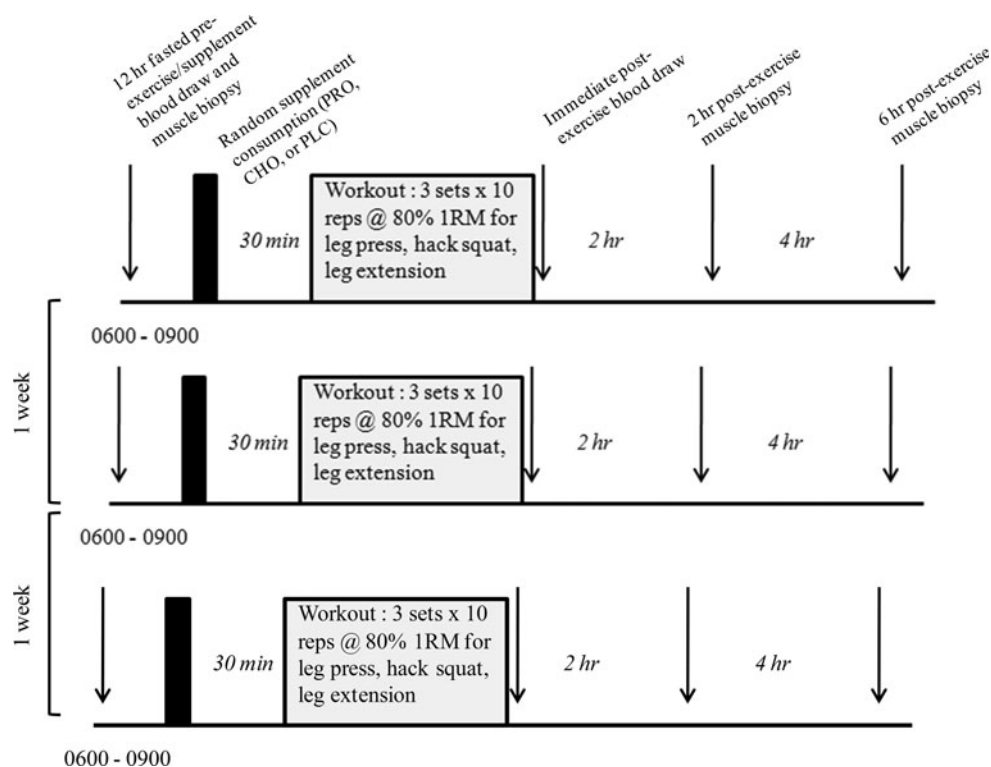 12 hr fasted pre-
exercise/supplement
blood draw and
muscle biopsy
Random supplement
consumption (PRO,
CHO, or PLC)
Immediate post-
exercise blood draw
2 hr post-exercise
muscle biopsy
6 hr post-exercise
muscle biopsy
30 min
Workout : 3 sets x 10
reps @ 80% 1RM for
leg press, hack squat,
leg extension
2 hr
4 hr
0600 - 0900
1 week
30 min
Workout : 3 sets x 10
reps @ 80% 1RM for
leg press, hack squat,
leg extension
2 hr
4 hr
0600 - 0900
1 week
30 min
Workout : 3 sets x 10
reps @ 80% 1RM for
leg press, hack squat,
leg extension
2 hr
4 hr
0600 - 0900